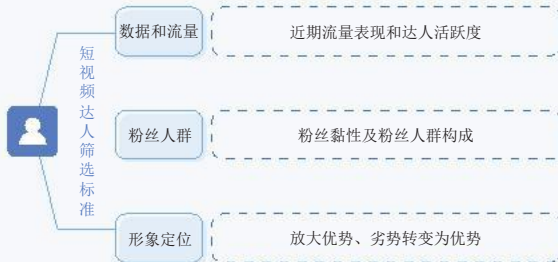 短视频达人筛选标准
数据和流量
近期流量表现和达人活跃度
粉丝人群
粉丝黏性及粉丝人群构成
形象定位
放大优势、劣势转变为优势